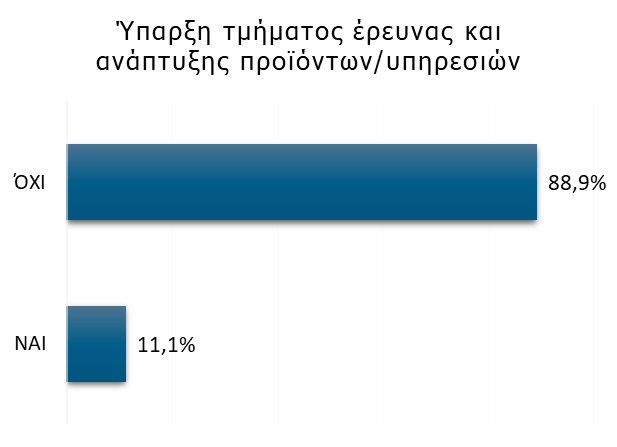 Ύπαρξη τμήματος έρευνας και
ανάπτυξης προϊόντων/υπηρεσιών
ΌΧΙ
88,9%
ΝΑΙ
11,1%